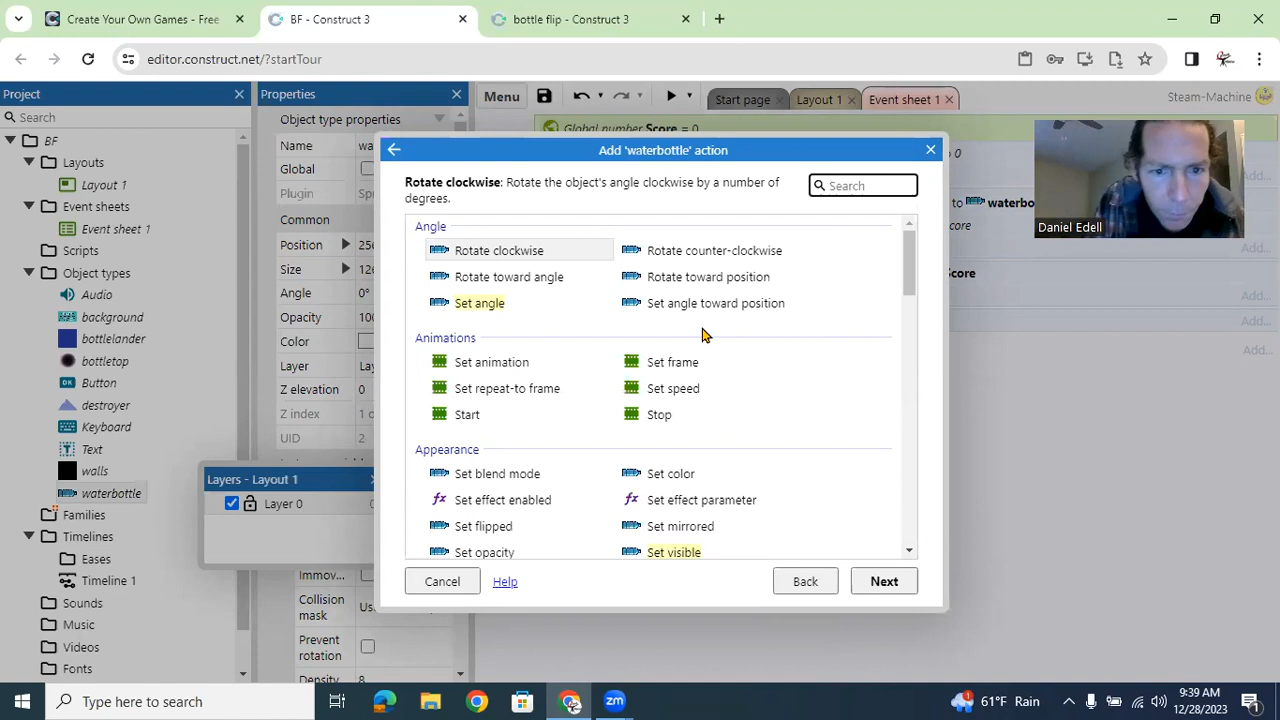 Create Your Own Games - Free
BF - Construct 3
bottle flip - Construct 3
editor.construct.net/?startTour
Project
Search
BF
Layouts
Layout 1
Event sheets
Event sheet 1
Scripts
Object types
Audio
background
bottlelander
bottletop
Button
destroyer
Keyboard
Text
walls
waterbottle
Families
Timelines
Eases
Timeline 1
Sounds
Music
Videos
Fonts
Properties
Object type properties
Name
Global
Plugin
Common
Position
Size
Angle
0°
Opacity
Color
Layer
Z elevation
0
Z index
UID
2
Layers - Layout 1
Layer 0
Collision
mask
Prevent
rotation
Density
Menu
Start page
Layout 1
Event sheet 1
Steam-Machine
Global number Score = 0
Add 'waterbottle' action
Rotate clockwise: Rotate the object's angle clockwise by a number of
degrees.
Search
Angle
Rotate clockwise
Rotate counter-clockwise
Rotate toward angle
Rotate toward position
Set angle
Set angle toward position
Animations
Set animation
Set frame
Set repeat-to frame
Set speed
Start
Stop
Appearance
Set blend mode
Set color
Set effect enabled
Set effect parameter
Set flipped
Set mirrored
Set opacity
Set visible
Cancel
Help
Back
Next
Daniel Edell
Add...
Add...
Add...
Type here to search
61°F Rain
9:39 AM
12/28/2023